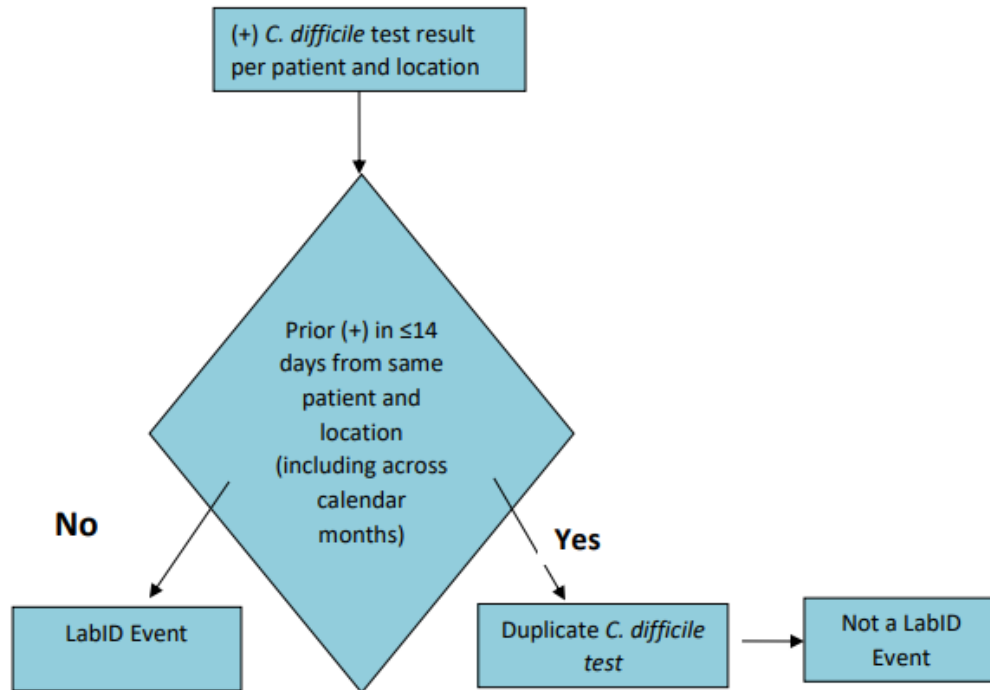 (+) C. difficile test result
per patient and location
Prior (+) in ≤14
days from same
patient and
location
(including across
calendar
months)
No
Yes
LabID Event
Duplicate C. difficile
test
Not a LabID
Event